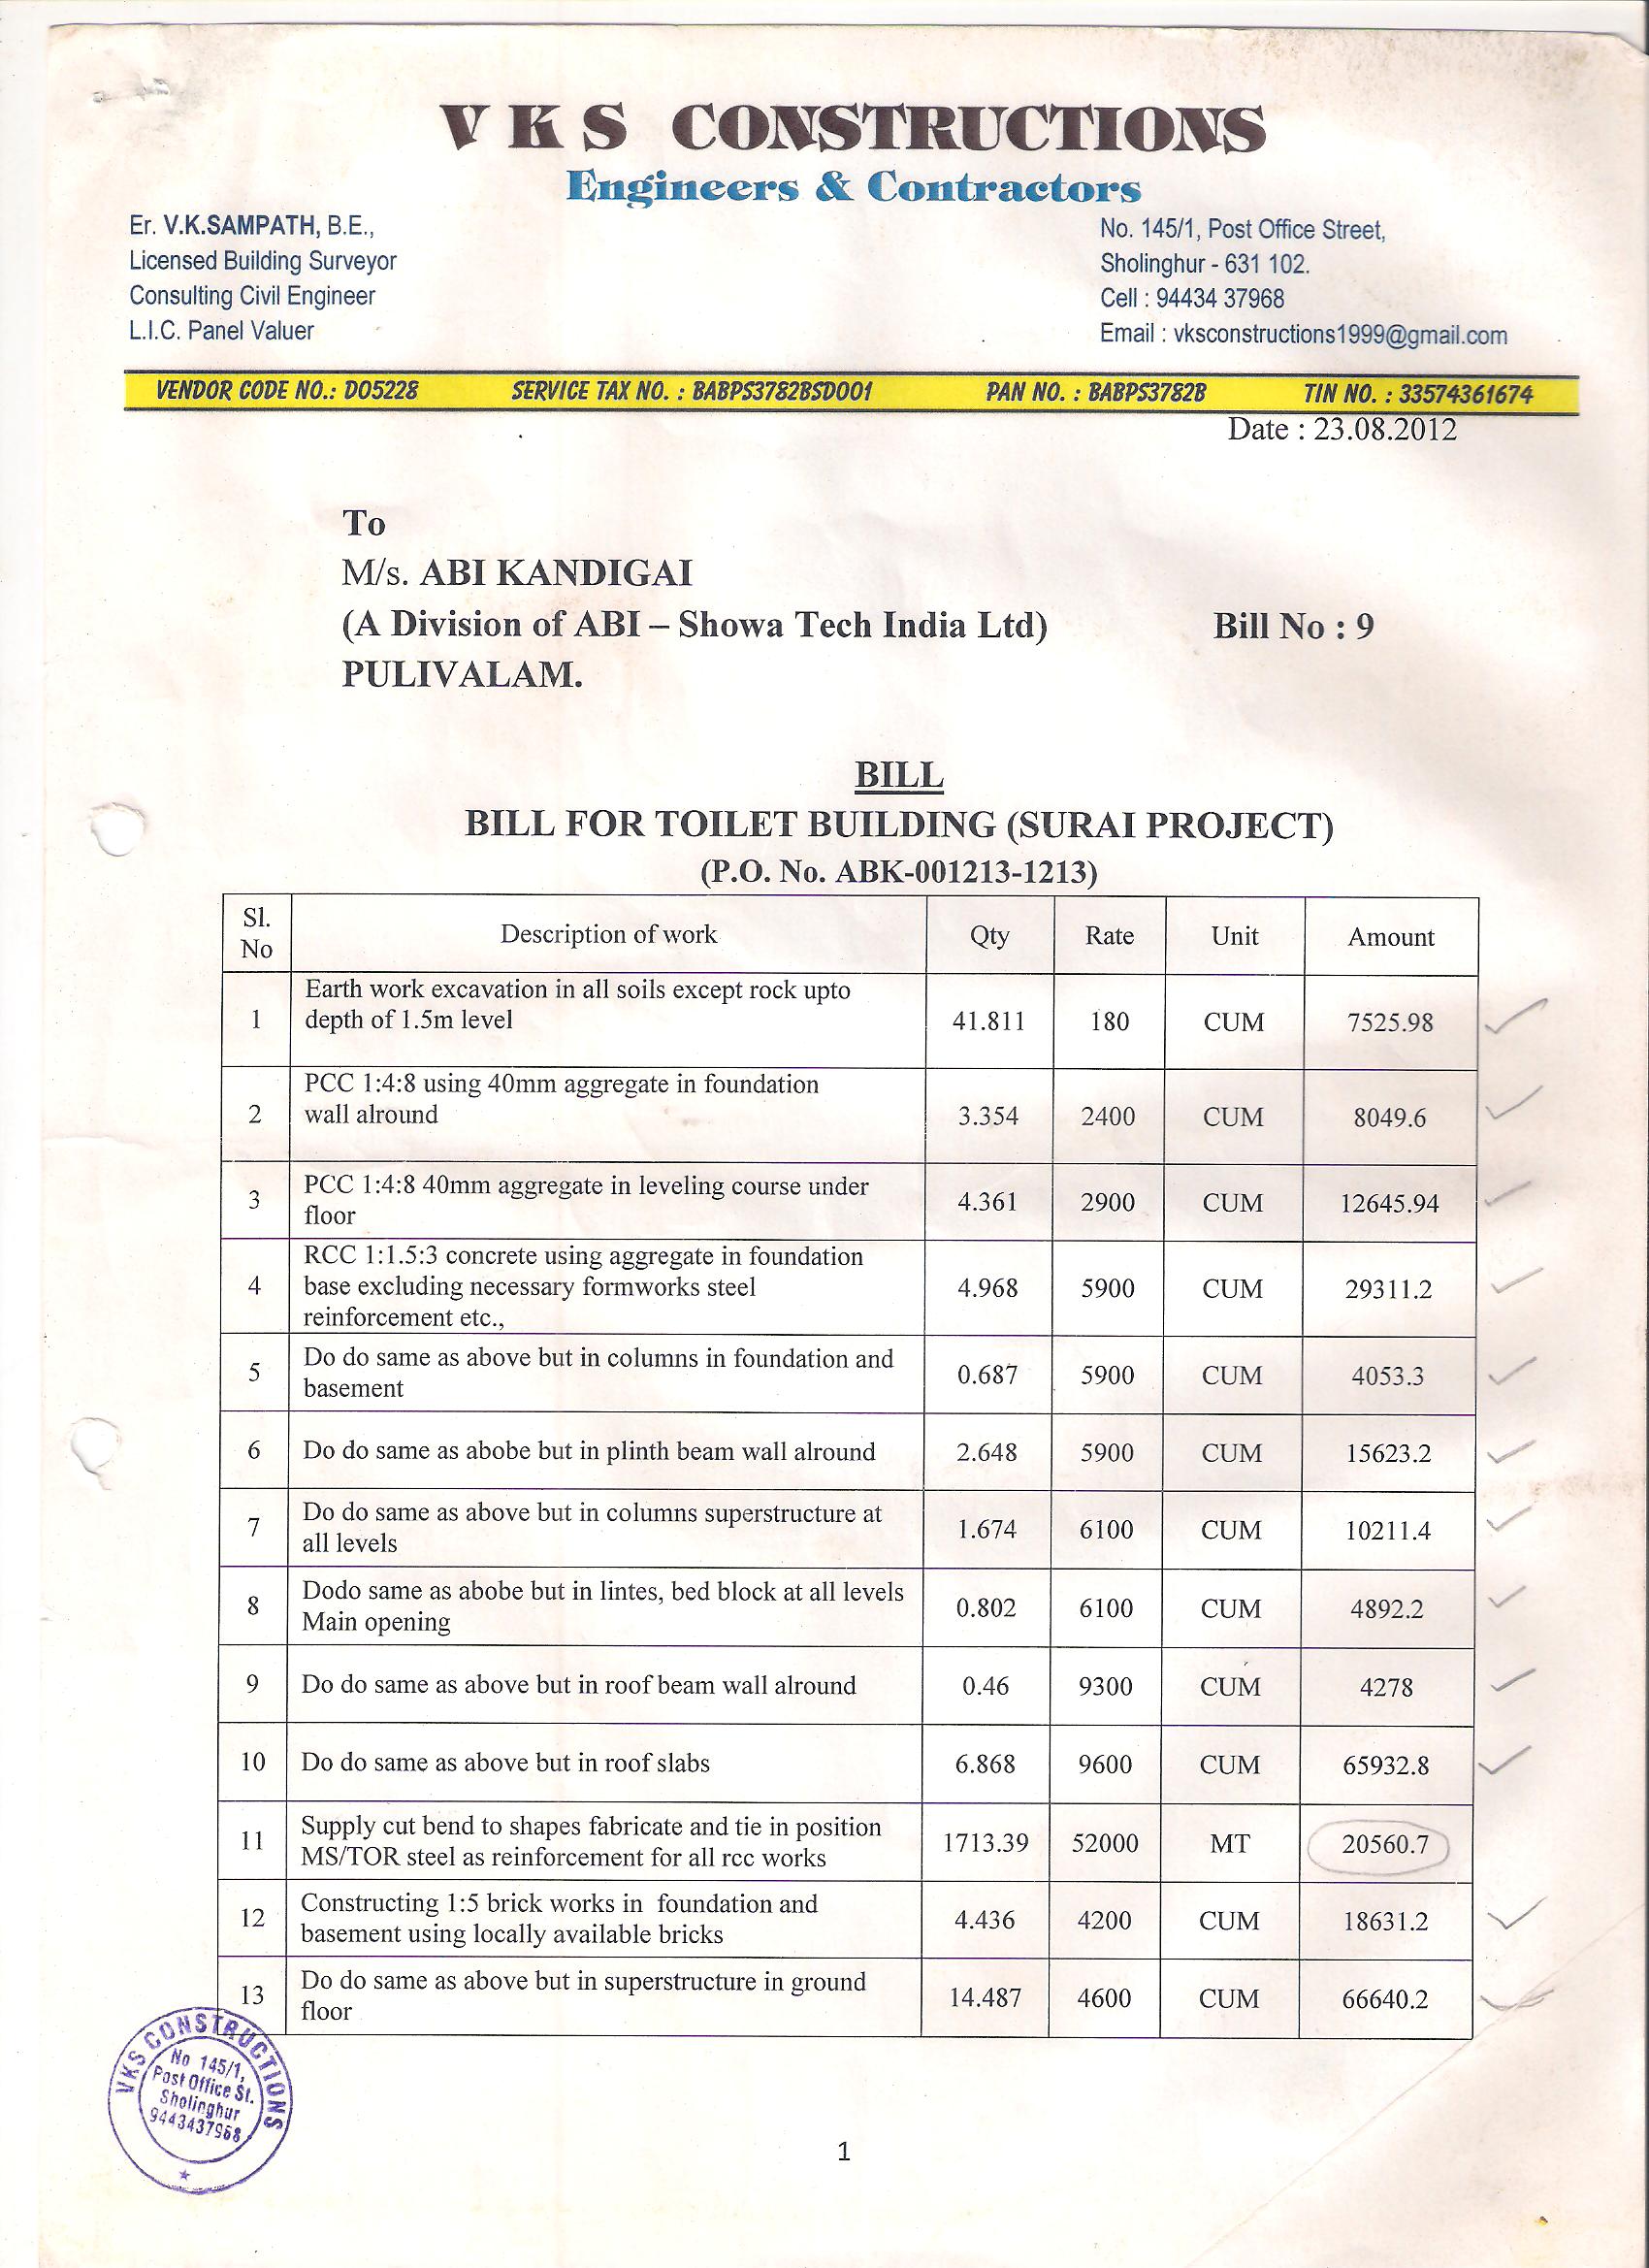 V K S CONSTRUCTIONS
Engineers & Contractors
Er. V.K.SAMPATH, B.E.,
Licensed Building Surveyor
Consulting Civil Engineer
L.I.C. Panel Valuer
No. 145/1, Post Office Street,
Sholinghur - 631 102.
Cell : 94434 37968
Email : vksconstructions1999@gmail.com
VENDOR CODE NO.: DO5228 SERVICE TAX NO. : BABPS3782BSD001 PAN NO. : BABPS3782B TIN NO. : 33574361674
Date : 23.08.2012
To
M/s. ABI KANDIGAI
(A Division of ABI – Showa Tech India Ltd) Bill No : 9
PULIVALAM.
BILL
BILL FOR TOILET BUILDING (SURAI PROJECT)
(P.O. No. ABK-001213-1213)
Sl. No Description of work Qty Rate Unit Amount
1 Earth work excavation in all soils except rock upto
depth of 1.5m level 41.811 180 CUM 7525.98
2 PCC 1:4:8 using 40mm aggregate in foundation
wall alround 3.354 2400 CUM 8049.6
3 PCC 1:4:8 40mm aggregate in leveling course under
floor 4.361 2900 CUM 12645.94
4 RCC 1:1.5:3 concrete using aggregate in foundation
base excluding necessary formworks steel
reinforcement etc., 4.968 5900 CUM 29311.2
5 Do do same as above but in columns in foundation and
basement 0.687 5900 CUM 4053.3
6 Do do same as abobe but in plinth beam wall alround 2.648 5900 CUM 15623.2
7 Do do same as above but in columns superstructure at
all levels 1.674 6100 CUM 10211.4
8 Dodo same as abobe but in lintes, bed block at all levels
Main opening 0.802 6100 CUM 4892.2
9 Do do same as above but in roof beam wall alround 0.46 9300 CUM 4278
10 Do do same as above but in roof slabs 6.868 9600 CUM 65932.8
11 Supply cut bend to shapes fabricate and tie in position
MS/TOR steel as reinforcement for all rcc works 1713.39 52000 MT 20560.7
12 Constructing 1:5 brick works in foundation and
basement using locally available bricks 4.436 4200 CUM 18631.2
13 Do do same as above but in superstructure in ground
floor 14.487 4600 CUM 66640.2
VKS CONSTRUCTIONS
No 145/1,
Post Office St.
Sholinghur
9443437968
1